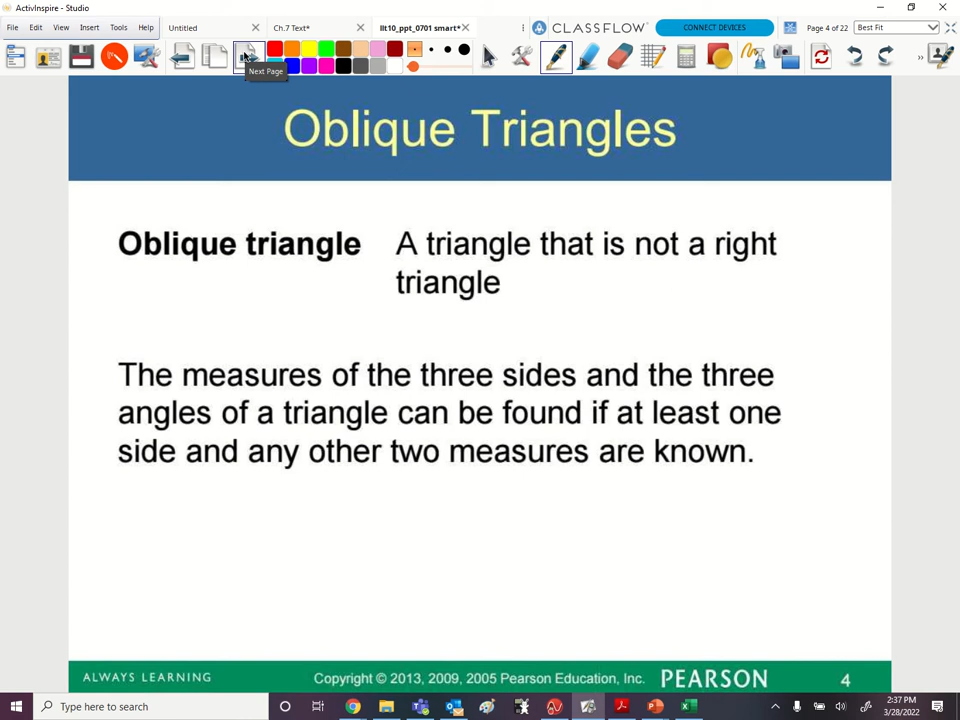 ActivInspire - Studio
File Edit View Insert Tools Help Untitled Ch.7 Text* llt10_ppt_0701 smart* CLASSFLOW CONNECT DEVICES Page 4 of 22 Best Fit
Next Page
Oblique Triangles
Oblique triangle A triangle that is not a right
triangle
The measures of the three sides and the three
angles of a triangle can be found if at least one
side and any other two measures are known.
ALWAYS LEARNING Copyright © 2013, 2009, 2005 Pearson Education, Inc. PEARSON 4
Type here to search
2:37 PM
3/28/2022